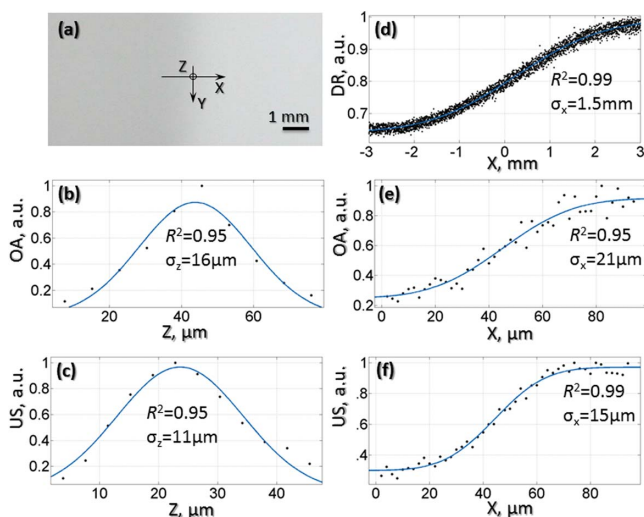 (a)
Z
X
Y
1 mm
(b)
OA, a.u.
1
0.8
0.6
0.4
0.2
R²=0.95
σz=16μm
20 40 60
Z, μm
(c)
US, a.u.
1
0.8
0.6
0.4
0.2
R²=0.95
σz=11μm
10 20 30 40
Z, μm
(d)
DR, a.u.
0.9
0.8
0.7
R²=0.99
σx=1.5mm
-3 -2 -1 0 1 2 3
X, mm
(e)
OA, a.u.
1
0.8
0.6
0.4
0.2
R²=0.95
σx=21μm
0 20 40 60 80
X, μm
(f)
US, a.u.
1
.8
.6
.4
R²=0.99
σx=15μm
0 20 40 60 80
X, μm